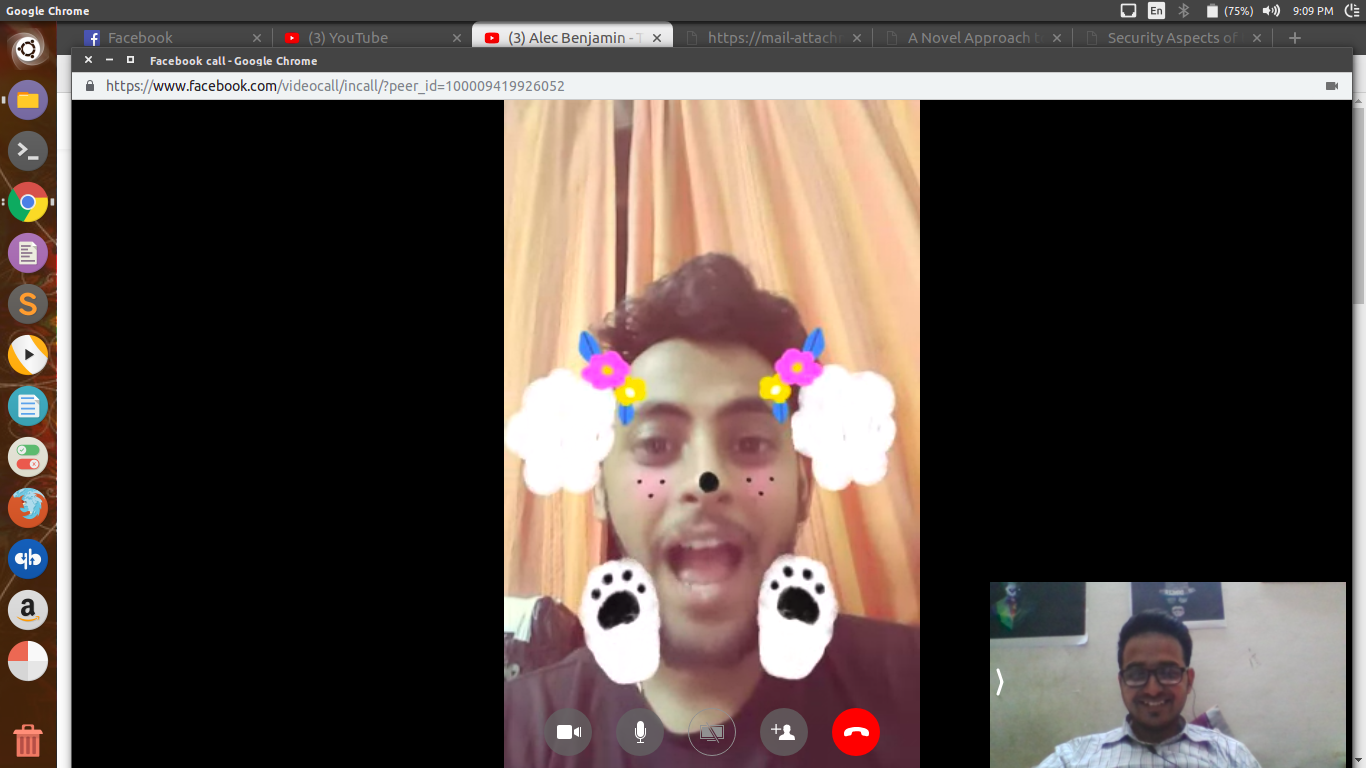 Google Chrome
En
(75%)
9:09 PM
Facebook
(3) YouTube
(3) Alec Benjamin - T
https://mail-attach
A Novel Approach t
Security Aspects of
Facebook call - Google Chrome
https://www.facebook.com/videocall/incall/?peer_id=100009419926052